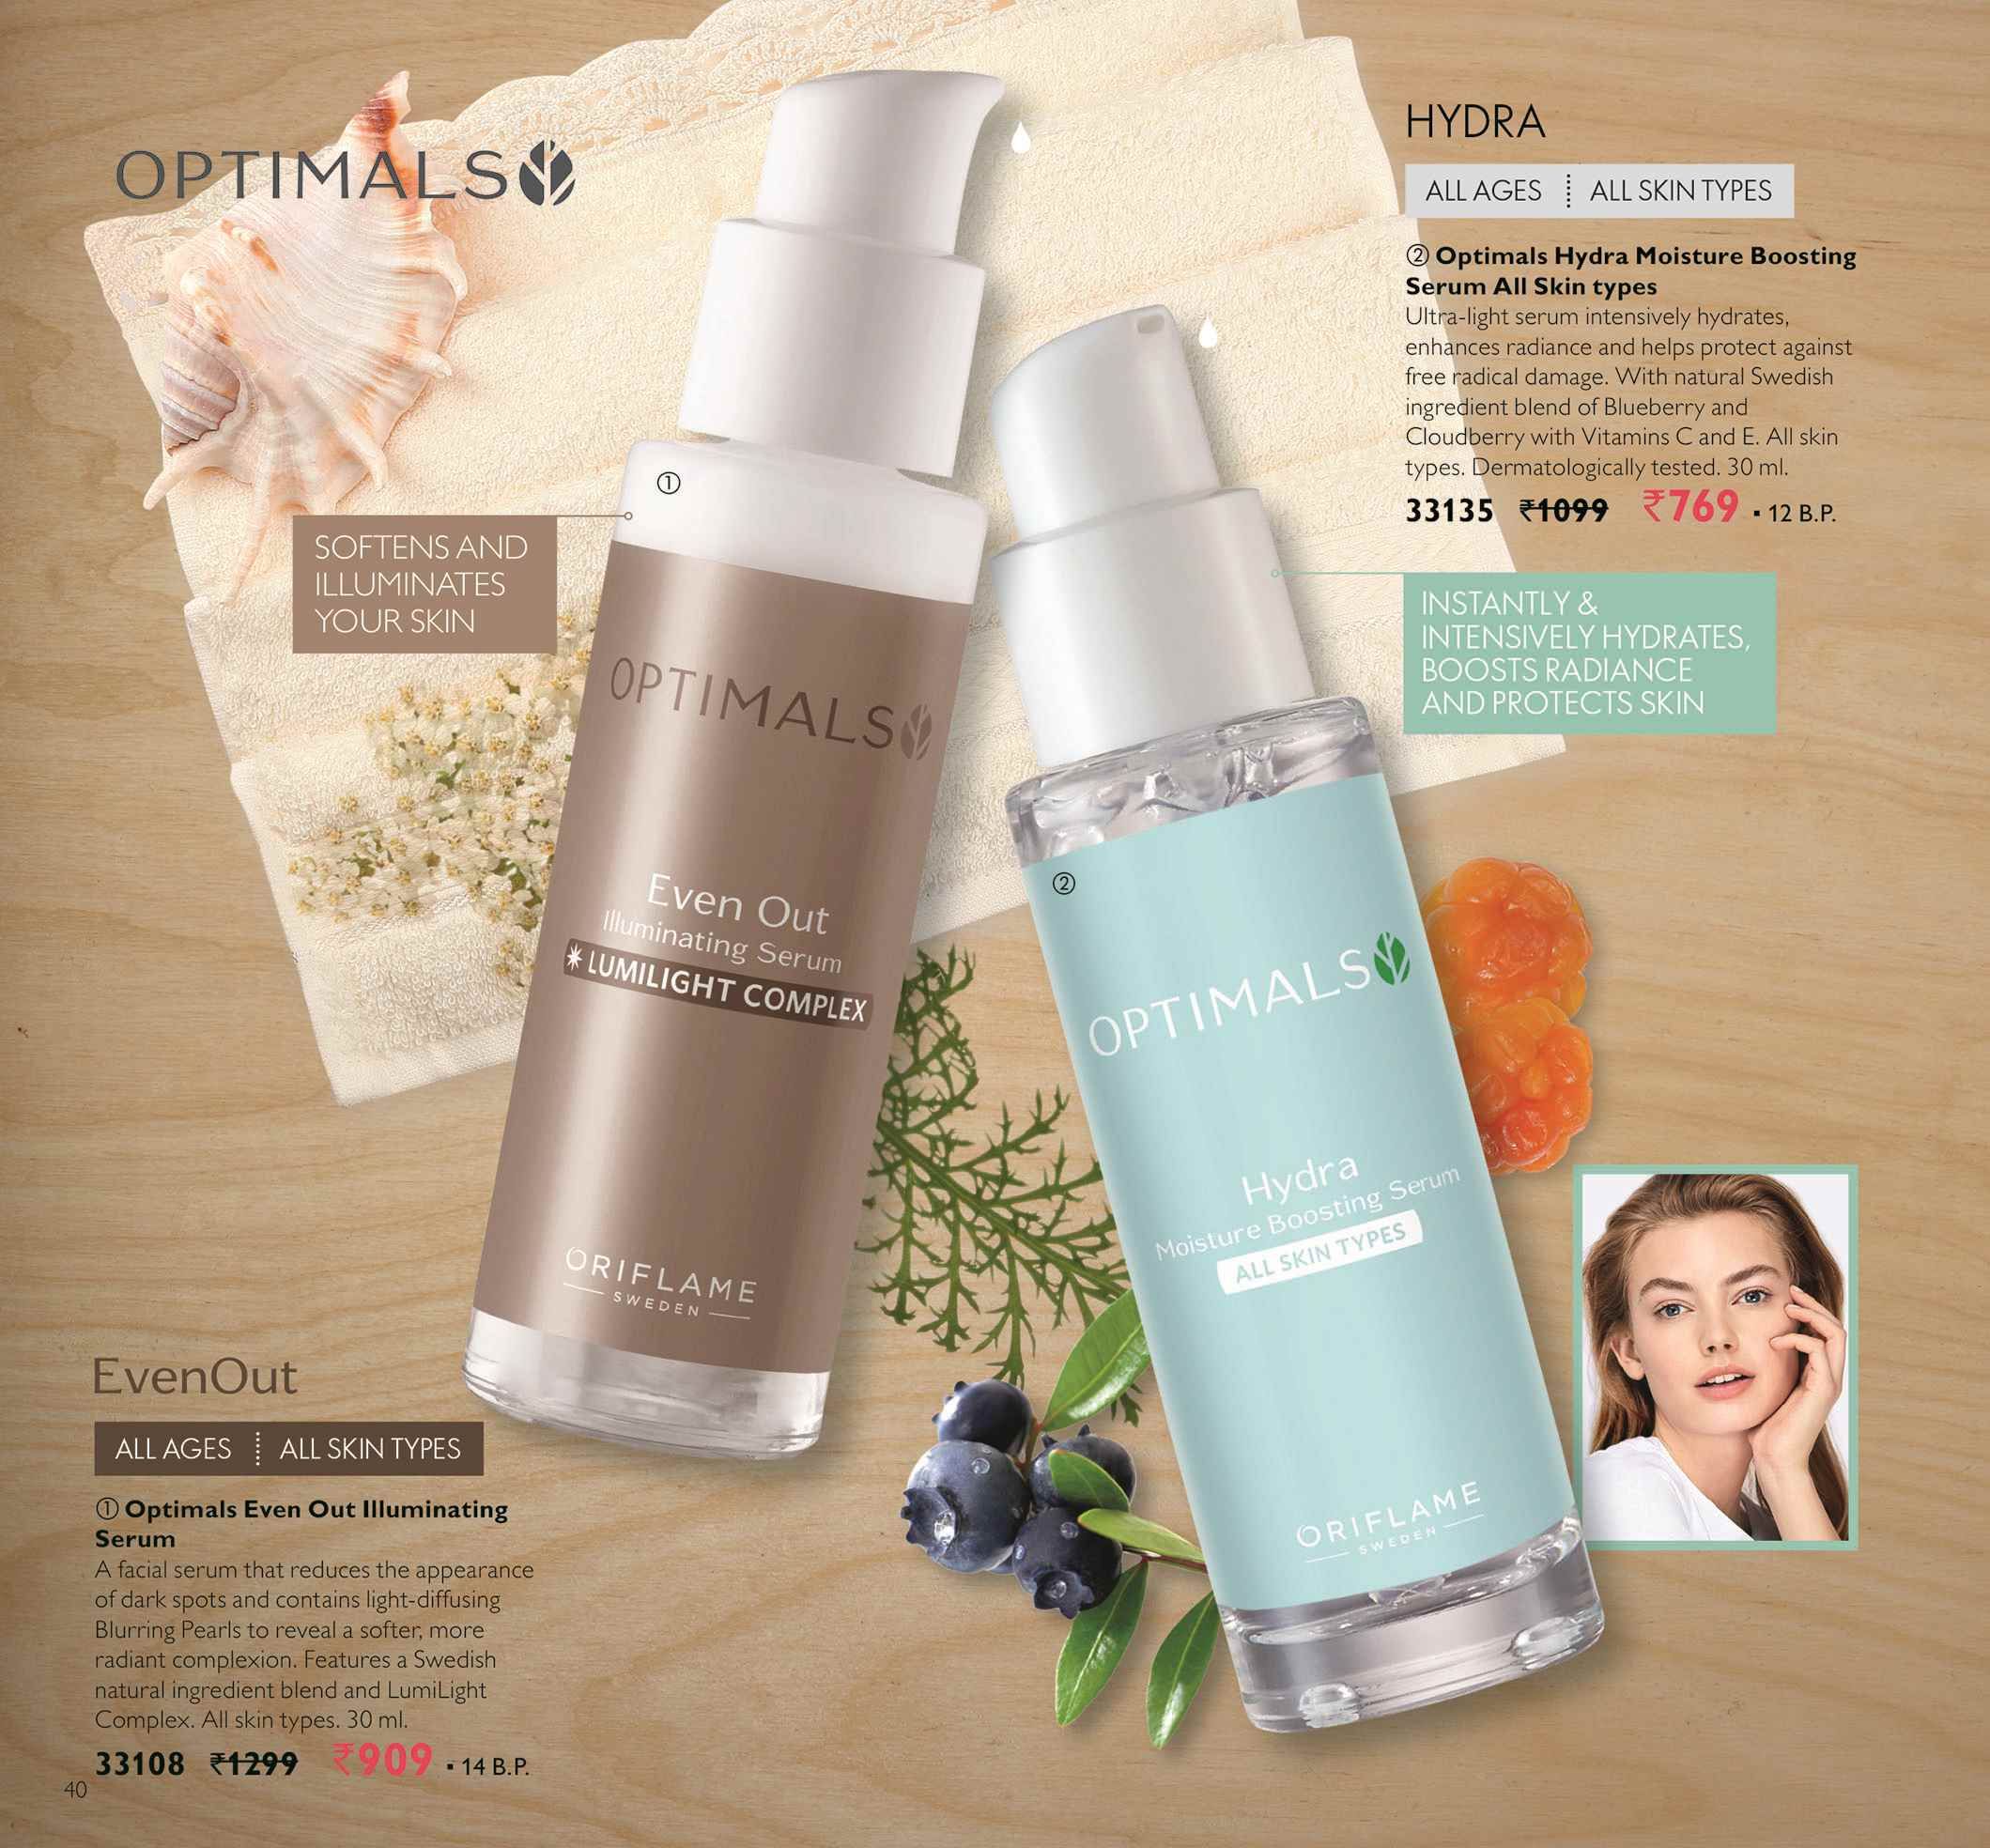 OPTIMALS
HYDRA
ALL AGES ALL SKIN TYPES
② Optimals Hydra Moisture Boosting
Serum All Skin types
Ultra-light serum intensively hydrates,
enhances radiance and helps protect against
free radical damage. With natural Swedish
ingredient blend of Blueberry and
Cloudberry with Vitamins C and E. All skin
types. Dermatologically tested. 30 ml.
33135 ₹1099 ₹769 ▪ 12 B.P.
INSTANTLY &
INTENSIVELY HYDRATES,
BOOSTS RADIANCE
AND PROTECTS SKIN
①
SOFTENS AND
ILLUMINATES
YOUR SKIN
OPTIMALS
Even Out
Illuminating Serum
* LUMILIGHT COMPLEX
ORIFLAME
SWEDEN
②
OPTIMALS
Hydra
Moisture Boosting Serum
ALL SKIN TYPES
ORIFLAME
SWEDEN
EvenOut
ALL AGES ALL SKIN TYPES
① Optimals Even Out Illuminating
Serum
A facial serum that reduces the appearance
of dark spots and contains light-diffusing
Blurring Pearls to reveal a softer, more
radiant complexion. Features a Swedish
natural ingredient blend and LumiLight
Complex. All skin types. 30 ml.
33108 ₹1299 ₹909 ▪ 14 B.P.
40